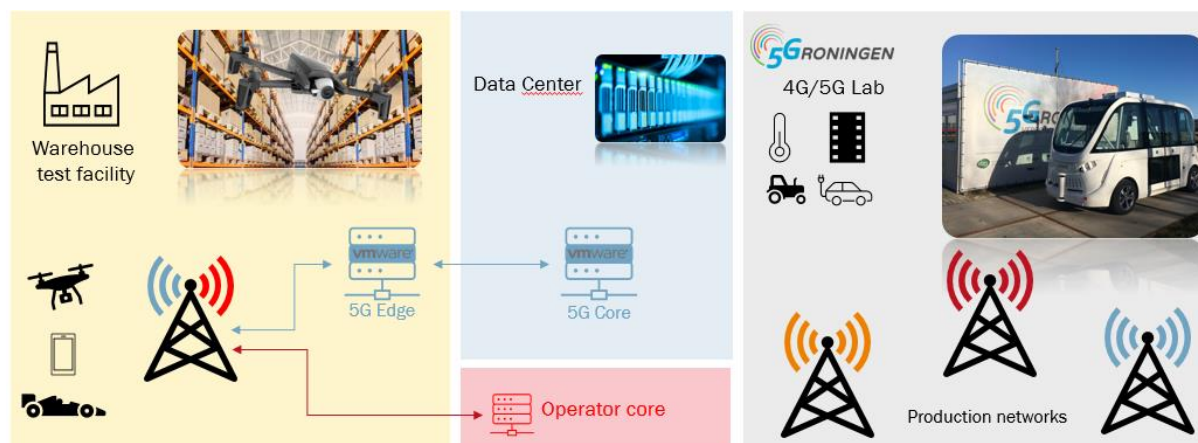 Warehouse
test facility
vmware
5G Edge
Data Center
vmware
5G Core
Operator core
5GRONINGEN
4G/5G Lab
5GRONINGEN
Production networks